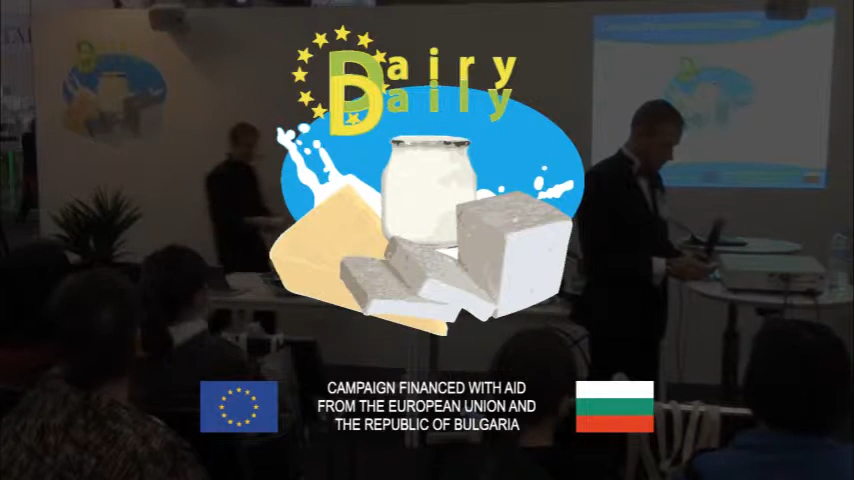 Dairy
Daily
CAMPAIGN FINANCED WITH AID
FROM THE EUROPEAN UNION AND
THE REPUBLIC OF BULGARIA